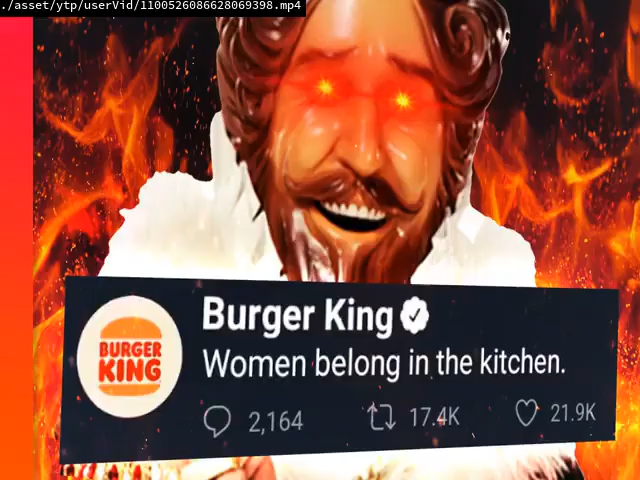 ./asset/ytp/userVid/1100526086628069398.mp4
Burger King
BURGER
KING
Women belong in the kitchen.
2,164 17.4K 21.9K